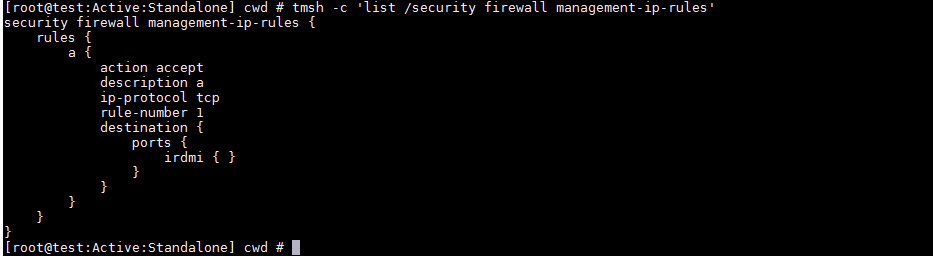 [root@test:Active:Standalone] cwd # tmsh -c 'list /security firewall management-ip-rules'
security firewall management-ip-rules {
    rules {
        a {
            action accept
            description a
            ip-protocol tcp
            rule-number 1
            destination {
                ports {
                    irdmi { }
                }
            }
        }
    }
}
[root@test:Active:Standalone] cwd #